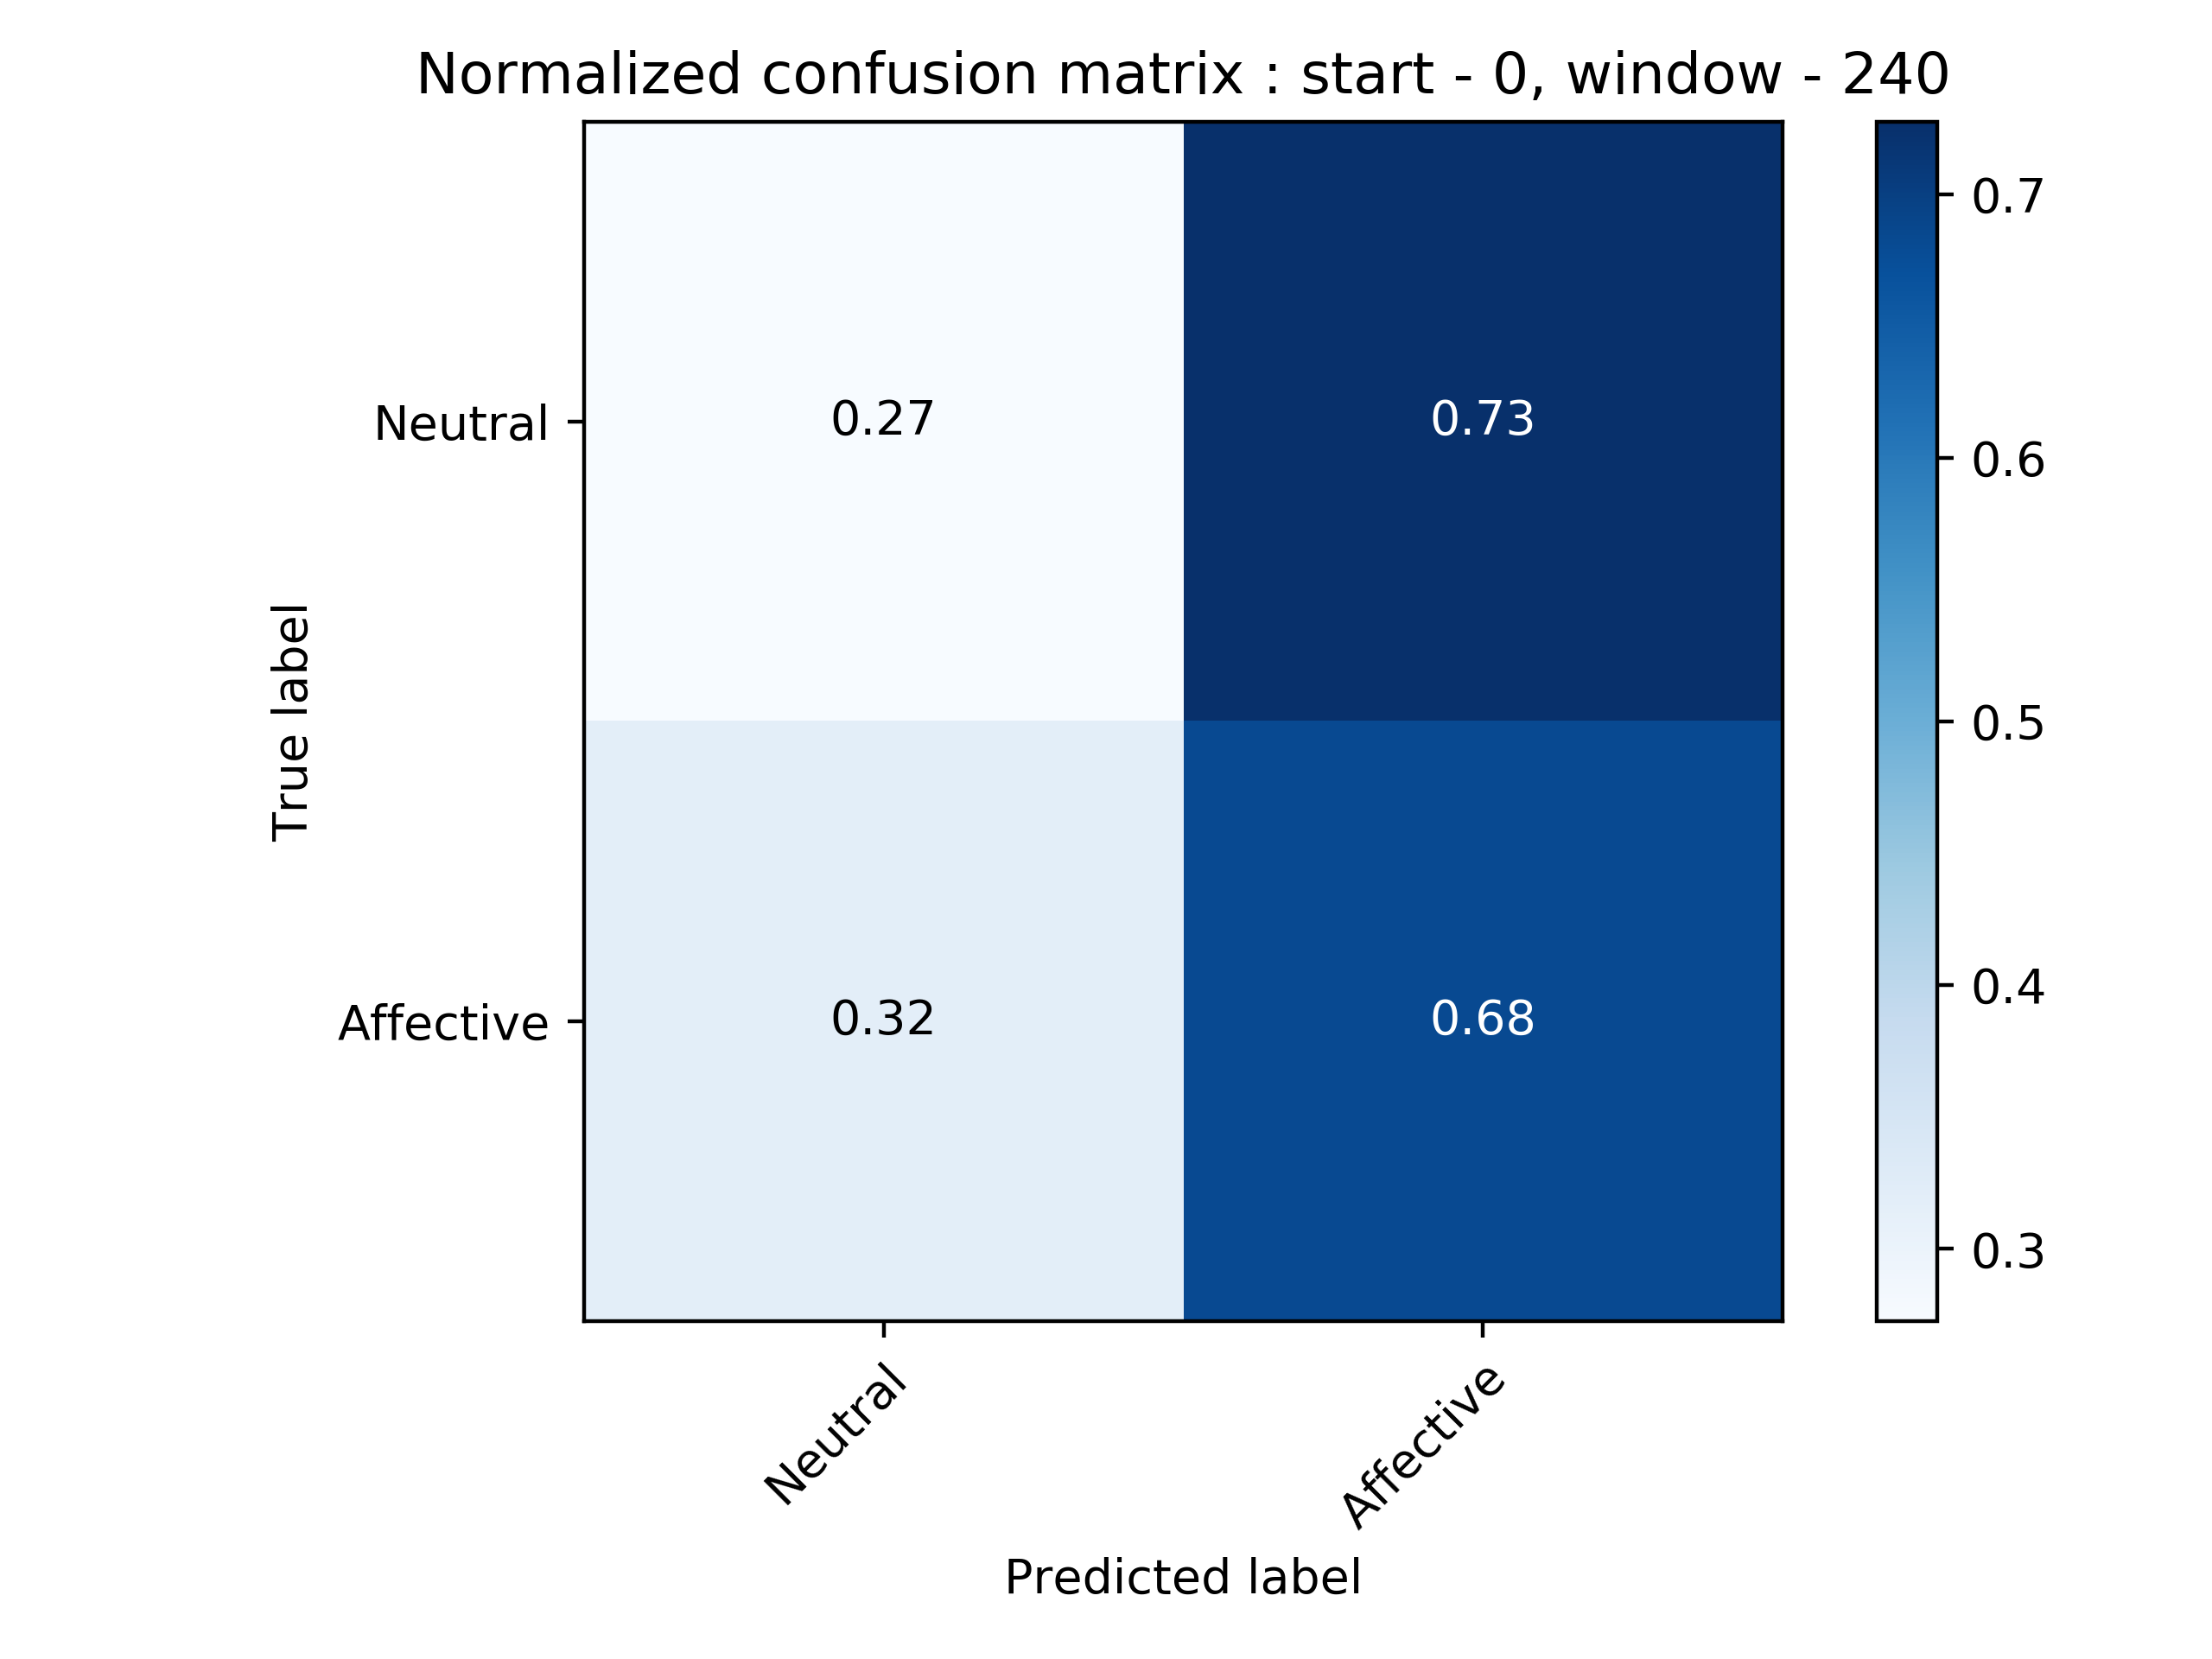 Normalized confusion matrix : start - 0, window - 240
0.7
Neutral
0.27
0.73
0.6
True label
0.5
Affective
0.32
0.68
0.4
0.3
Neutral
Affective
Predicted label